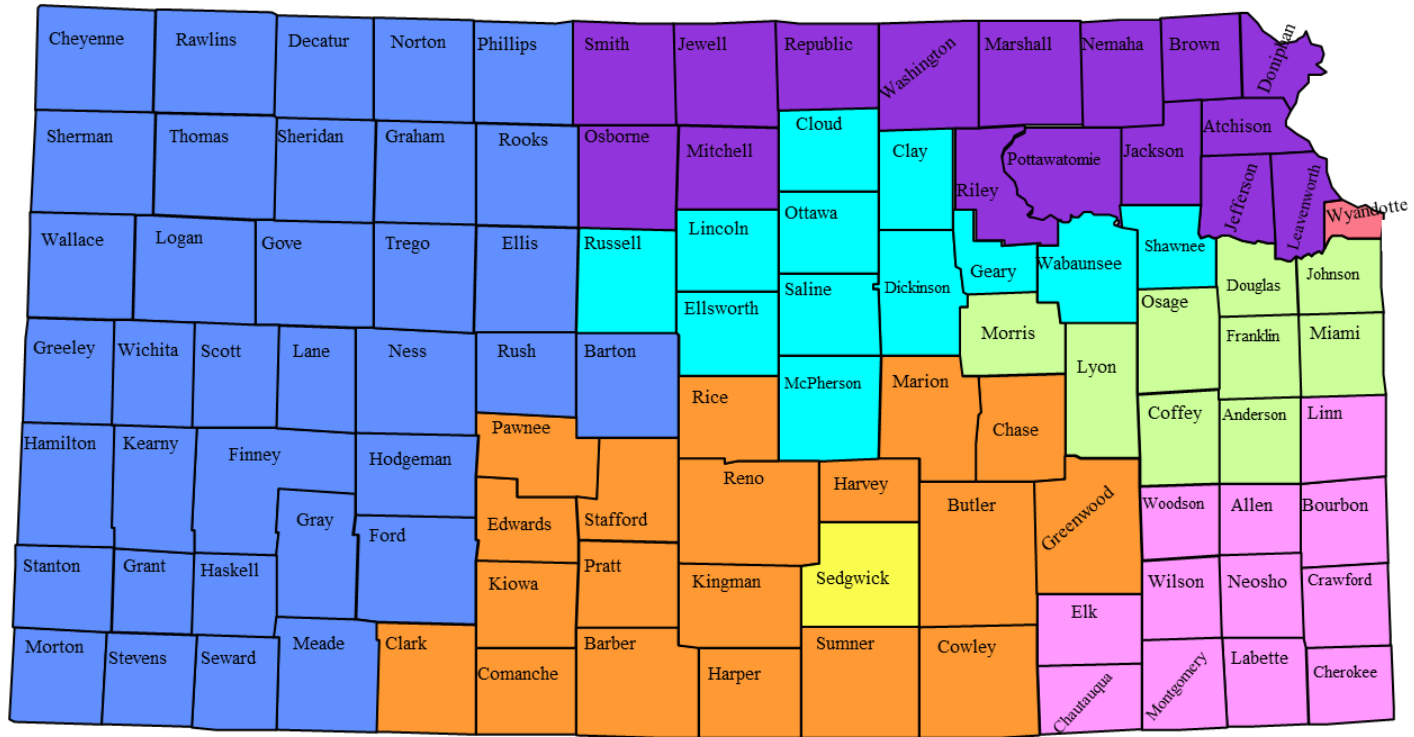 Cheyenne
Rawlins
Decatur
Norton
Phillips
Smith
Jewell
Republic
Washington
Marshall
Nemaha
Brown
Doniphan
Sherman
Thomas
Sheridan
Graham
Rooks
Osborne
Mitchell
Cloud
Clay
Riley
Pottawatomie
Jackson
Atchison
Jefferson
Leavenworth
Wyandotte
Wallace
Logan
Gove
Trego
Ellis
Russell
Lincoln
Ottawa
Saline
Dickinson
Geary
Wabaunsee
Shawnee
Douglas
Johnson
Ellsworth
Morris
Osage
Franklin
Miami
Greeley
Wichita
Scott
Lane
Ness
Rush
Barton
Rice
McPherson
Marion
Chase
Lyon
Coffey
Anderson
Linn
Hamilton
Kearny
Finney
Hodgeman
Pawnee
Stafford
Reno
Harvey
Butler
Greenwood
Woodson
Allen
Bourbon
Gray
Ford
Edwards
Stanton
Grant
Haskell
Kiowa
Pratt
Kingman
Sedgwick
Elk
Wilson
Neosho
Crawford
Morton
Stevens
Seward
Meade
Clark
Comanche
Barber
Harper
Sumner
Cowley
Chautauqua
Montgomery
Labette
Cherokee